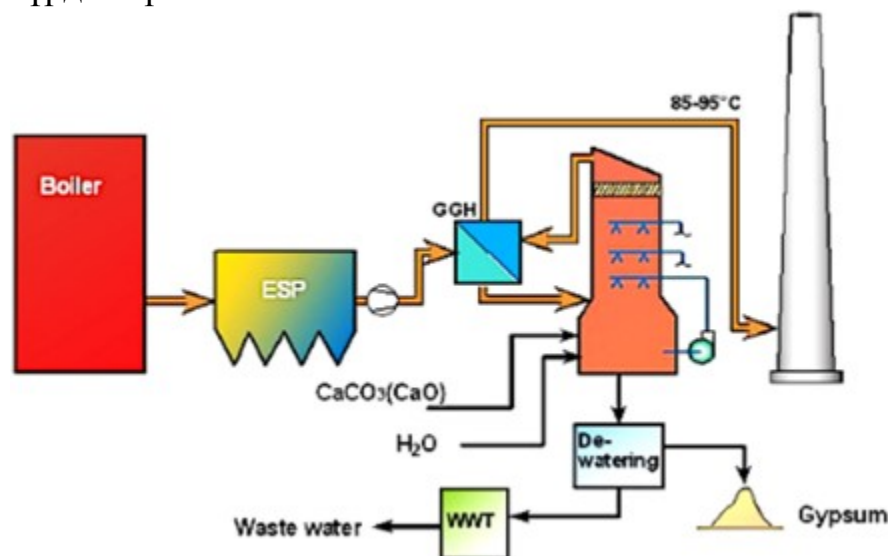 85-95°C
Boiler
GGH
ESP
CaCO₃(CaO)
H₂O
De-
watering
Gypsum
WWT
Waste water